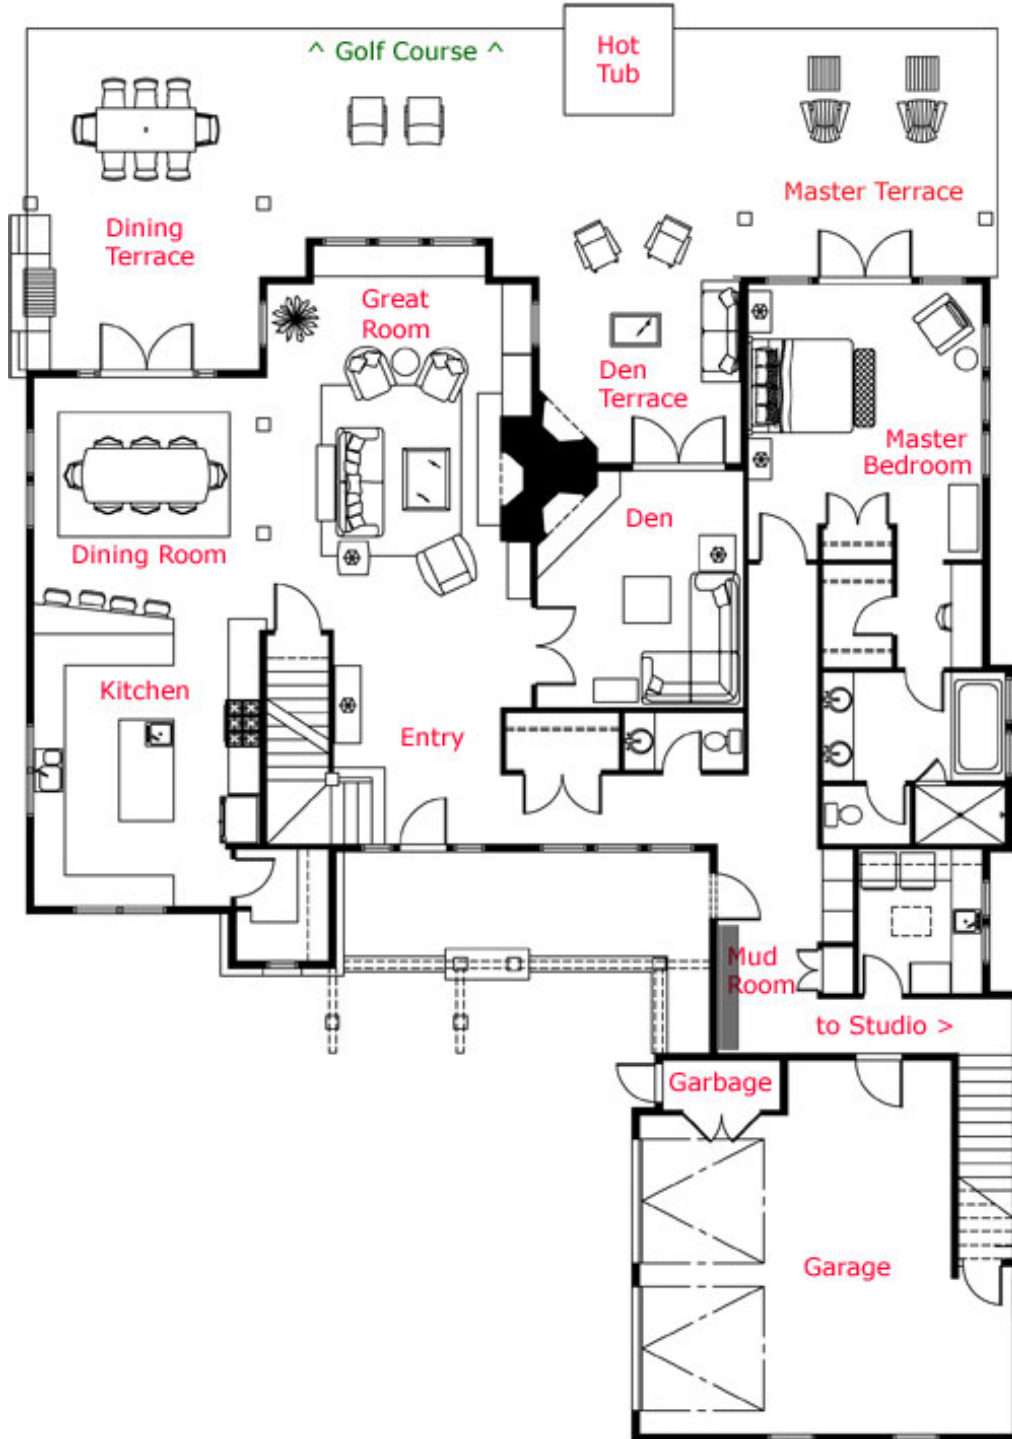 ^ Golf Course ^
Hot
Tub
Master Terrace
Dining
Terrace
Great
Room
Den
Terrace
Master
Bedroom
Den
Dining Room
Kitchen
Entry
Mud
Room
to Studio >
Garbage
Garage